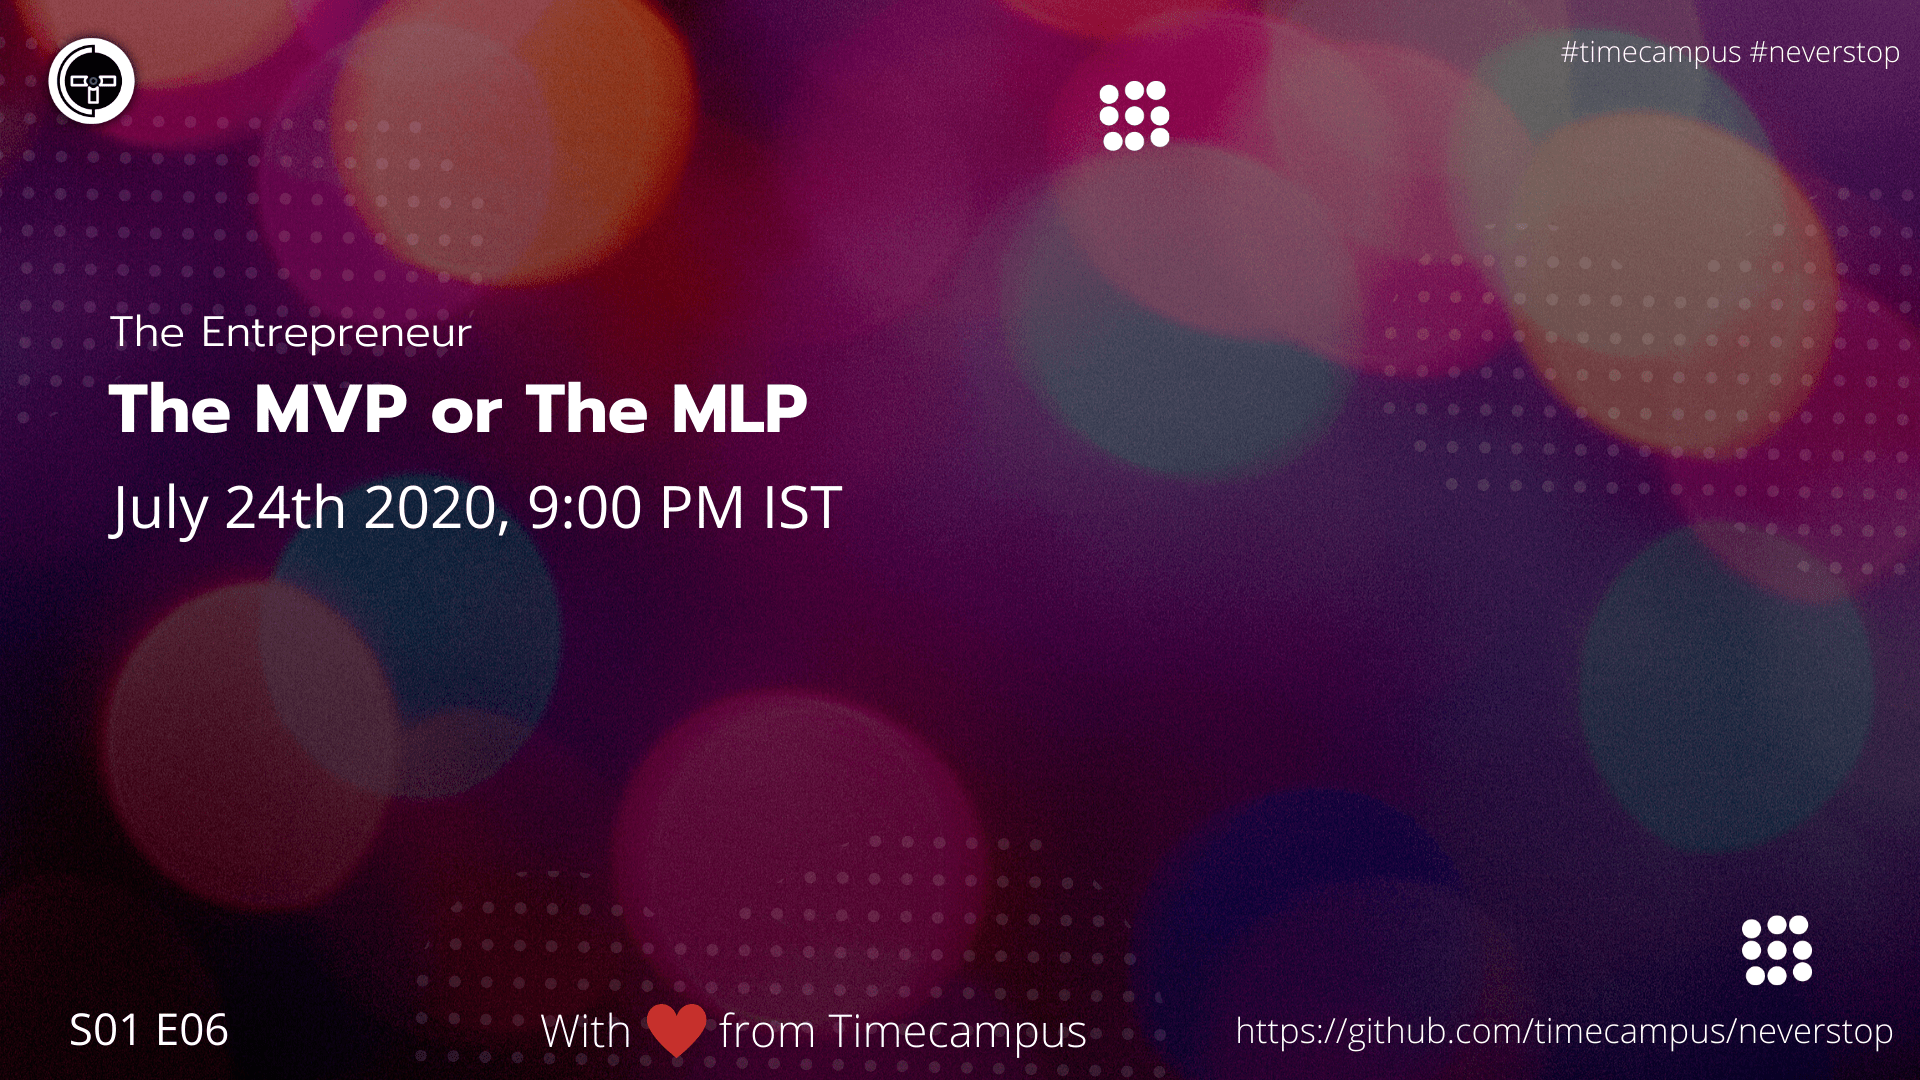 #timecampus #neverstop
The Entrepreneur
The MVP or The MLP
July 24th 2020, 9:00 PM IST
S01 E06
With ❤ from Timecampus
https://github.com/timecampus/neverstop